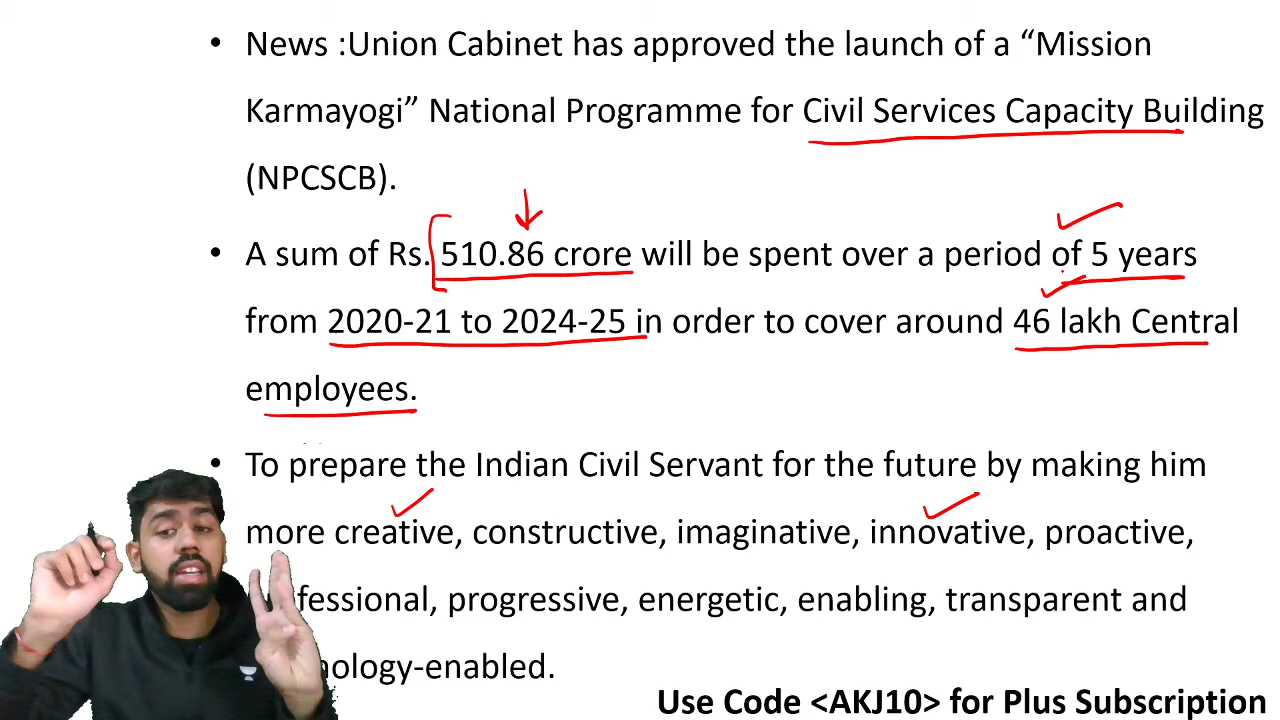 • News :Union Cabinet has approved the launch of a “Mission
Karmayogi” National Programme for Civil Services Capacity Building
(NPCSCB).
• A sum of Rs. 510.86 crore will be spent over a period of 5 years
from 2020-21 to 2024-25 in order to cover around 46 lakh Central
employees.
• To prepare the Indian Civil Servant for the future by making him
more creative, constructive, imaginative, innovative, proactive,
fessional, progressive, energetic, enabling, transparent and
nology-enabled.
Use Code <AKJ10> for Plus Subscription